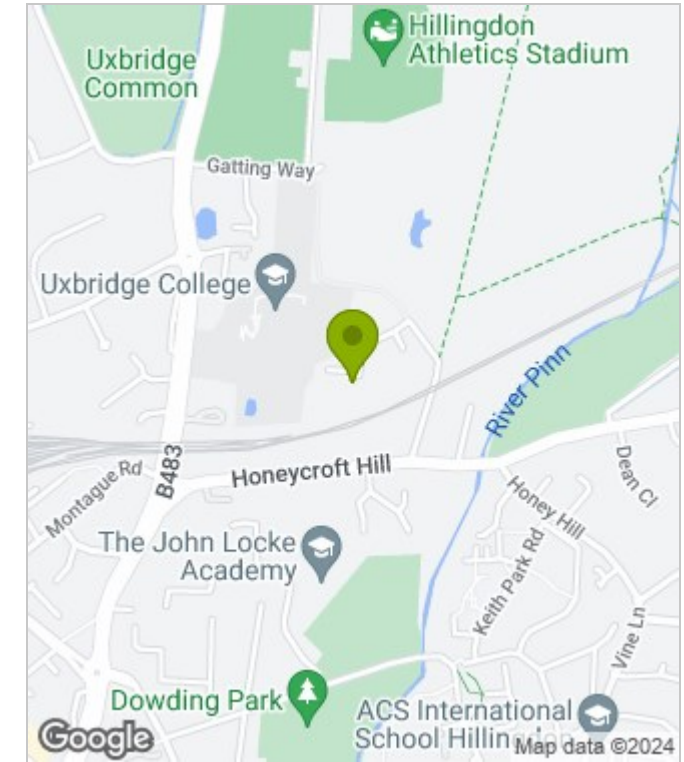 Hillingdon
Athletics Stadium
Uxbridge
Common
Gatting Way
Uxbridge College
River Pinn
B483
Honeycroft Hill
Montague Rd
Dean Cl
Honey Hill
The John Locke
Academy
Keith Park Rd
Vine Ln
Dowding Park
ACS International
School Hillin
Google
Map data ©2024